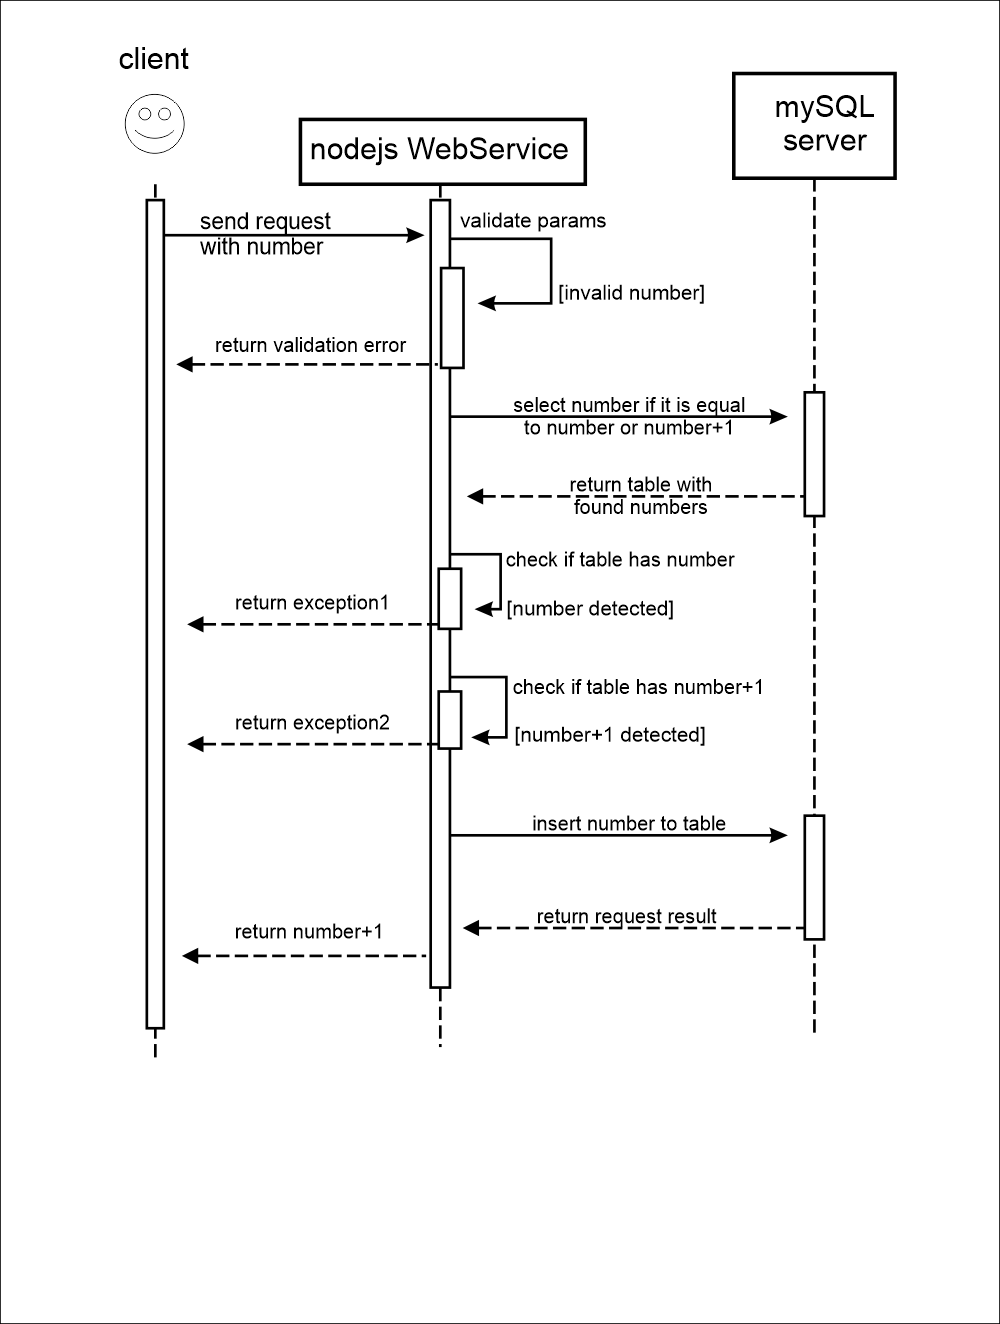 client
mySQL
server
nodejs WebService
send request
with number
validate params
[invalid number]
return validation error
select number if it is equal
to number or number+1
return table with
found numbers
check if table has number
return exception1
[number detected]
check if table has number+1
return exception2
[number+1 detected]
insert number to table
return request result
return number+1